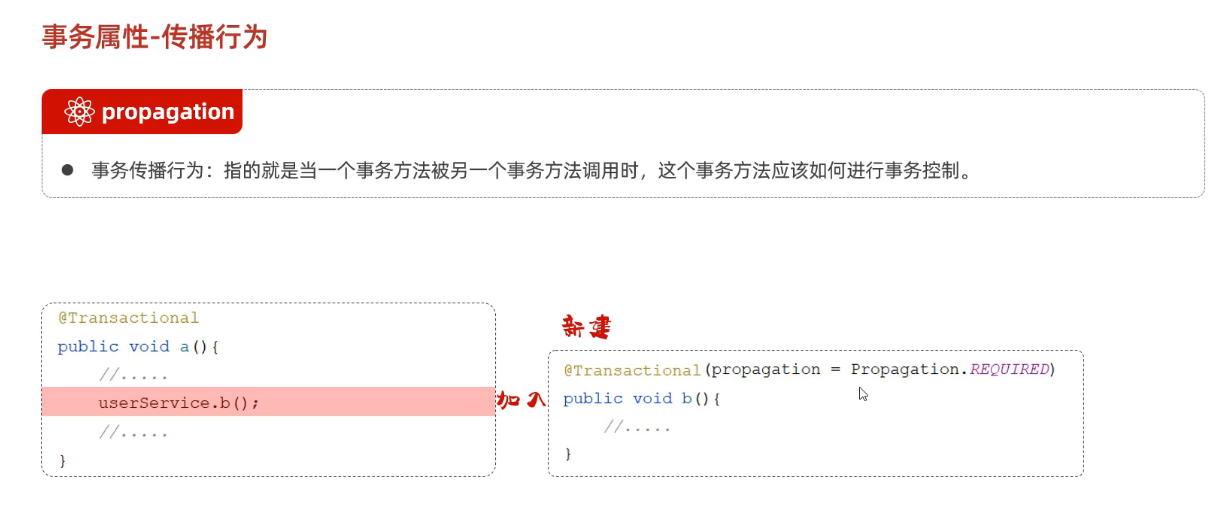 事务属性-传播行为
propagation
● 事务传播行为：指的就是当一个事务方法被另一个事务方法调用时，这个事务方法应该如何进行事务控制。
@Transactional
public void a(){
//.....
userService.b();
//.....
}
加入
新建
@Transactional(propagation = Propagation.REQUIRED)
public void b(){
//.....
}